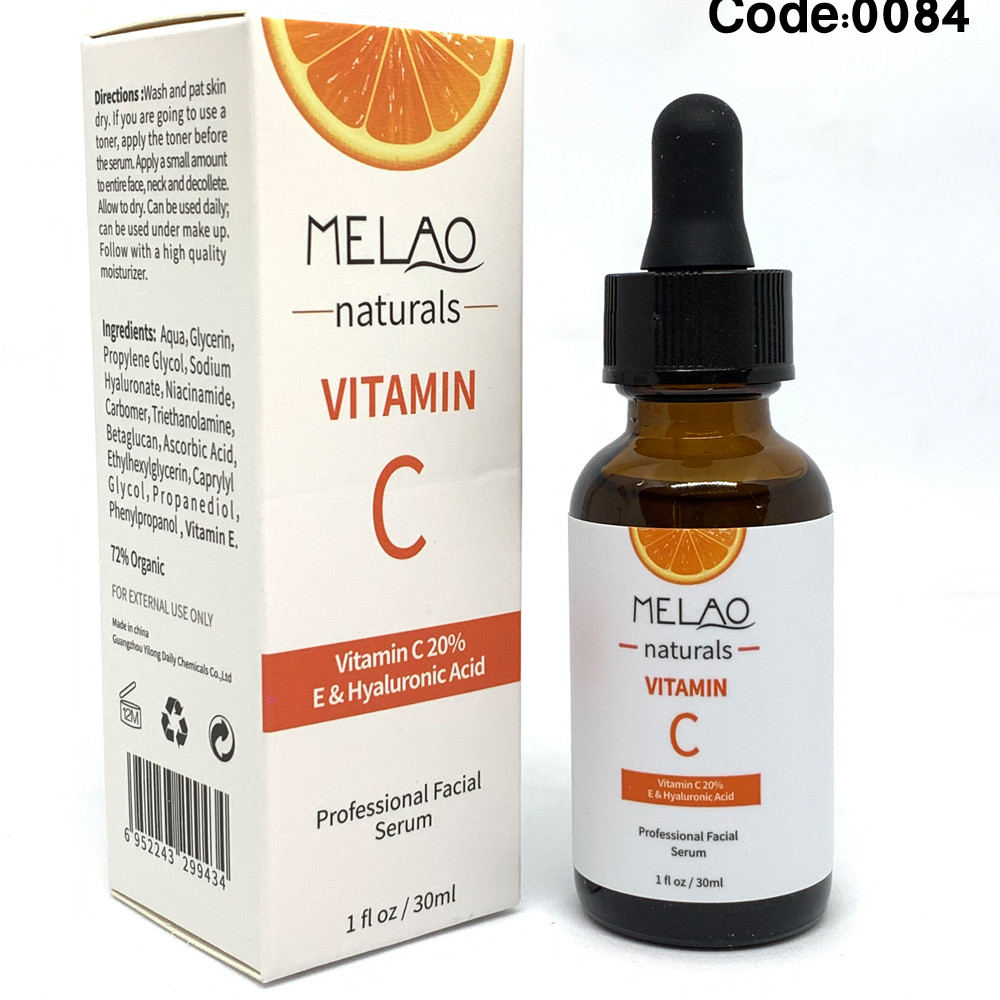 Code:0084
Directions :Wash and pat skin
dry. If you are going to use a
toner, apply the toner before
the serum. Apply a small amount
to entire face, neck and decollete.
Allow to dry. Can be used daily;
can be used under make up.
Follow with a high quality
moisturizer.
Ingredients: Aqua, Glycerin,
Propylene Glycol, Sodium
Hyaluronate, Niacinamide,
Carbomer, Triethanolamine,
Betaglucan, Ascorbic Acid,
Ethylhexylglycerin, Caprylyl
Glycol, Propanediol,
Phenylpropanol , Vitamin E.
72% Organic
FOR EXTERNAL USE ONLY
Made in china
Guangzhou Yilong Daily Chemicals Co.,Ltd
12M
6 952243 299434
MELAO
naturals
VITAMIN
C
Vitamin C 20%
E & Hyaluronic Acid
Professional Facial
Serum
1 fl oz / 30ml
MELAO
naturals
VITAMIN
C
Vitamin C 20%
E & Hyaluronic Acid
Professional Facial
Serum
1 fl oz / 30ml